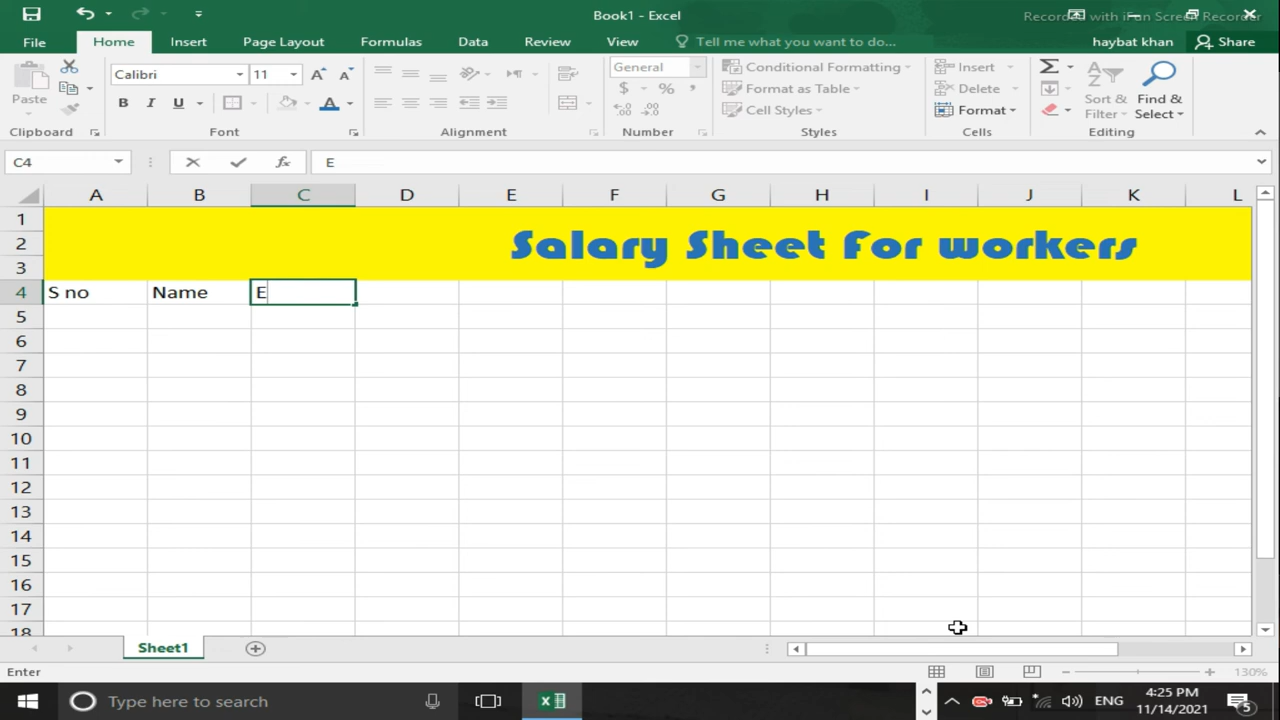 Book1 - Excel
Recorded with iFun Screen Recorder
File Home Insert Page Layout Formulas Data Review View Tell me what you want to do... haybat khan Share
Calibri 11 General Conditional Formatting Insert
Paste Format as Table Delete Sort & Find &
B I U $ % , Cell Styles Format Filter Select
Clipboard Font Alignment Number Styles Cells Editing
C4 fx E
A B C D E F G H I J K L
1
2 Salary Sheet For workers
3
4 S no Name E
5
6
7
8
9
10
11
12
13
14
15
16
17
18
Sheet1
Enter 130%
Type here to search ENG 4:25 PM
11/14/2021 5